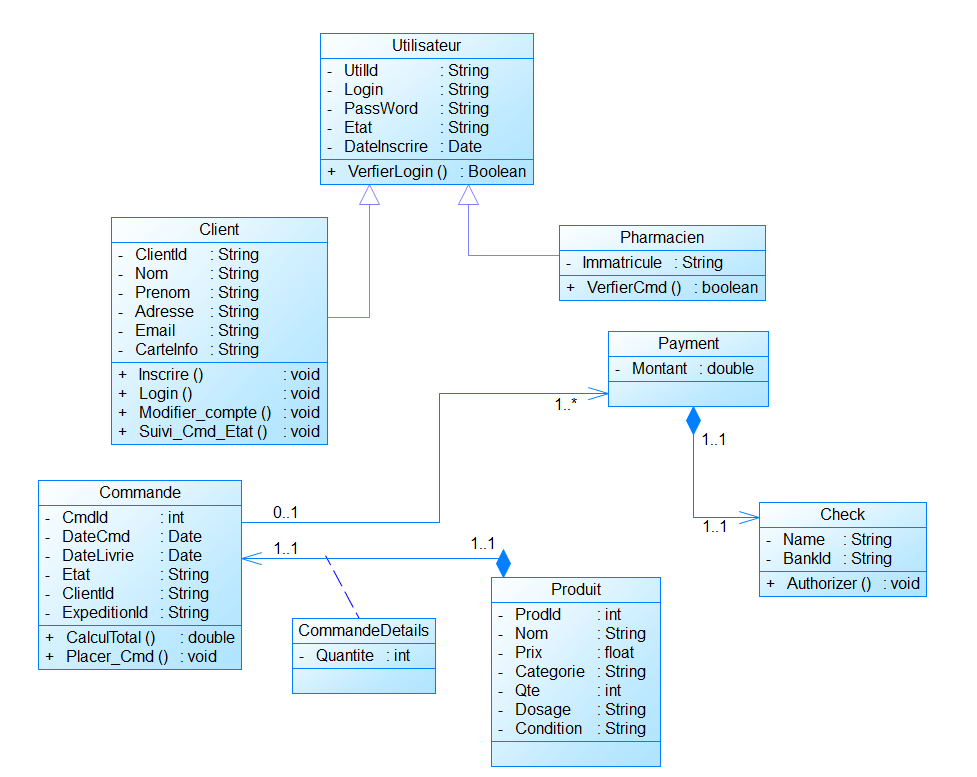 Utilisateur
- UtilId : String
- Login : String
- PassWord : String
- Etat : String
- DateInscrire : Date
+ VerfierLogin () : Boolean
Client
- ClientId : String
- Nom : String
- Prenom : String
- Adresse : String
- Email : String
- CarteInfo : String
+ Inscrire () : void
+ Login () : void
+ Modifier_compte () : void
+ Suivi_Cmd_Etat () : void
Pharmacien
- Immatricule : String
+ VerfierCmd () : boolean
Payment
- Montant : double
1..*
1..1
1..1
Check
- Name : String
- BankId : String
+ Authorizer () : void
Commande
- CmdId : int
- DateCmd : Date
- DateLivrie : Date
- Etat : String
- ClientId : String
- ExpeditionId : String
+ CalculTotal () : double
+ Placer_Cmd () : void
0..1
1..1
1..1
CommandeDetails
- Quantite : int
Produit
- ProdId : int
- Nom : String
- Prix : float
- Categorie : String
- Qte : int
- Dosage : String
- Condition : String